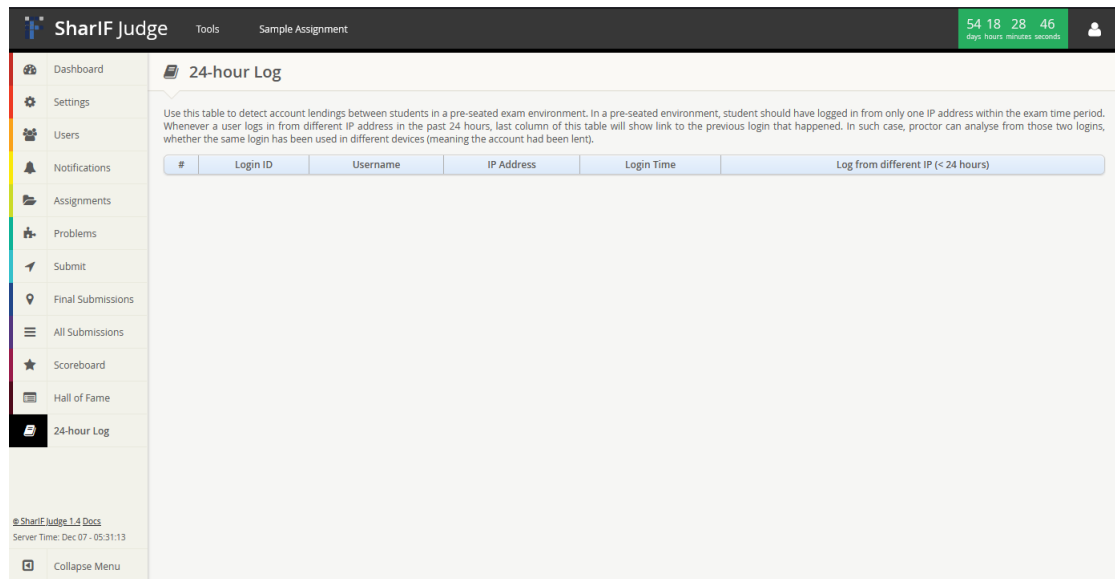 SharIF Judge Tools Sample Assignment 54 18 28 46
days hours minutes seconds
Dashboard
Settings
Users
Notifications
Assignments
Problems
Submit
Final Submissions
All Submissions
Scoreboard
Hall of Fame
24-hour Log
© SharIF Judge 1.4 Docs
Server Time: Dec 07 - 05:31:13
Collapse Menu
24-hour Log
Use this table to detect account lendings between students in a pre-seated exam environment. In a pre-seated environment, student should have logged in from only one IP address within the exam time period.
Whenever a user logs in from different IP address in the past 24 hours, last column of this table will show link to the previous login that happened. In such case, proctor can analyse from those two logins,
whether the same login has been used in different devices (meaning the account had been lent).
# Login ID Username IP Address Login Time Log from different IP (< 24 hours)